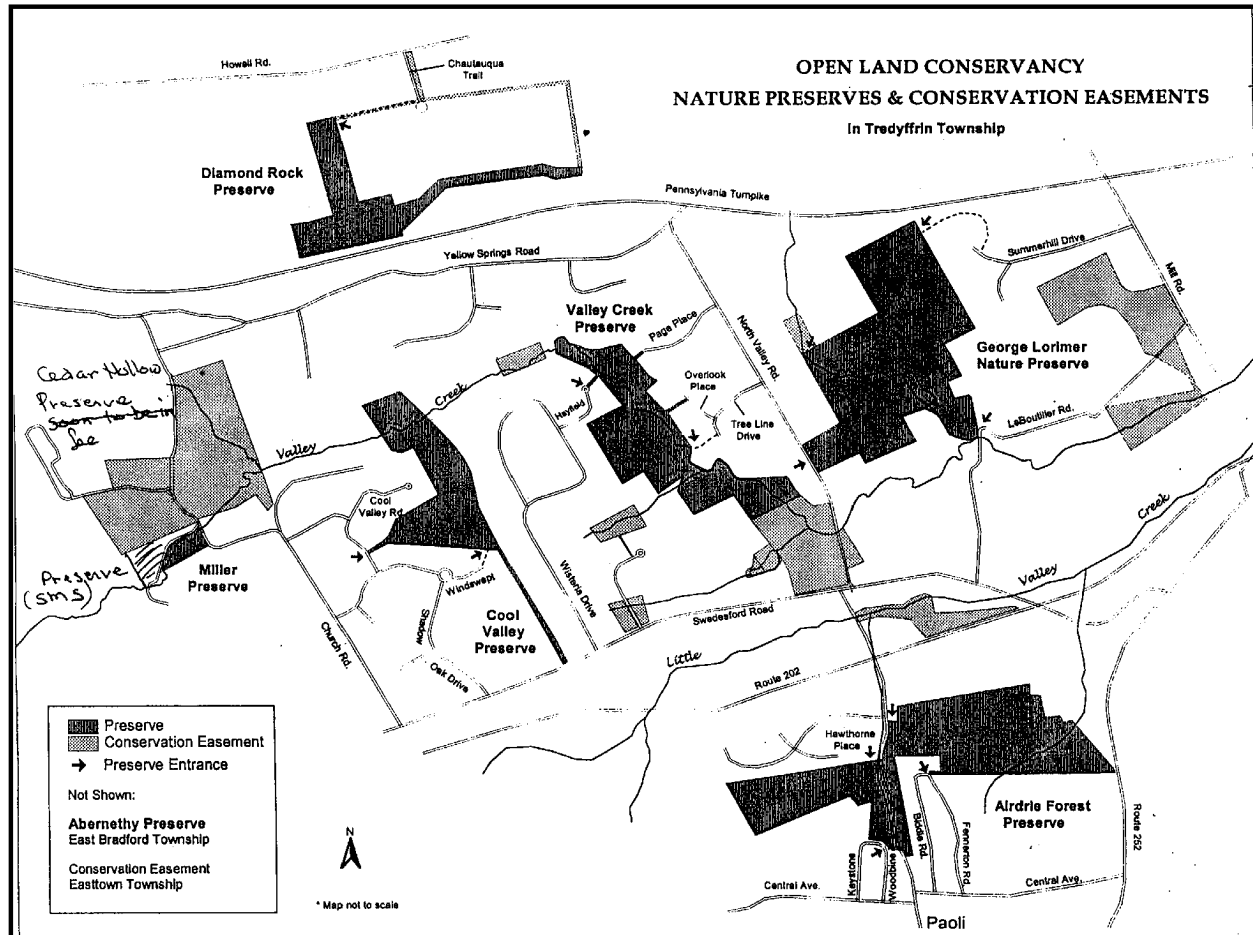 OPEN LAND CONSERVANCY
NATURE PRESERVES & CONSERVATION EASEMENTS
In Tredyffrin Township
Howell Rd.
Chautauqua
Trail
Diamond Rock
Preserve
Pennsylvania Turnpike
Yellow Springs Road
Summerhill Drive
Mill Rd.
Valley Creek
Preserve
Page Place
North Valley Rd.
George Lorimer
Nature Preserve
Overlook
Place
Tree Line
Drive
LeBoutillier Rd.
Hayfield
Cedar Hollow
Preserve
soon to be in
fee
Valley
Creek
Cool
Valley Rd.
Miller
Preserve
Preserve
(SMS)
Windswept
Shadow
Oak Drive
Cool
Valley
Preserve
Church Rd.
Wisteria Drive
Swedesford Road
Little
Valley
Creek
Route 202
Hawthorne
Place
Airdrie Forest
Preserve
Route 252
Biddle Rd.
Fennerton Rd.
Keystone
Woodbine
Central Ave.
Central Ave.
Paoli
Preserve
Conservation Easement
Preserve Entrance
Not Shown:
Abernethy Preserve
East Bradford Township
Conservation Easement
Easttown Township
N
* Map not to scale